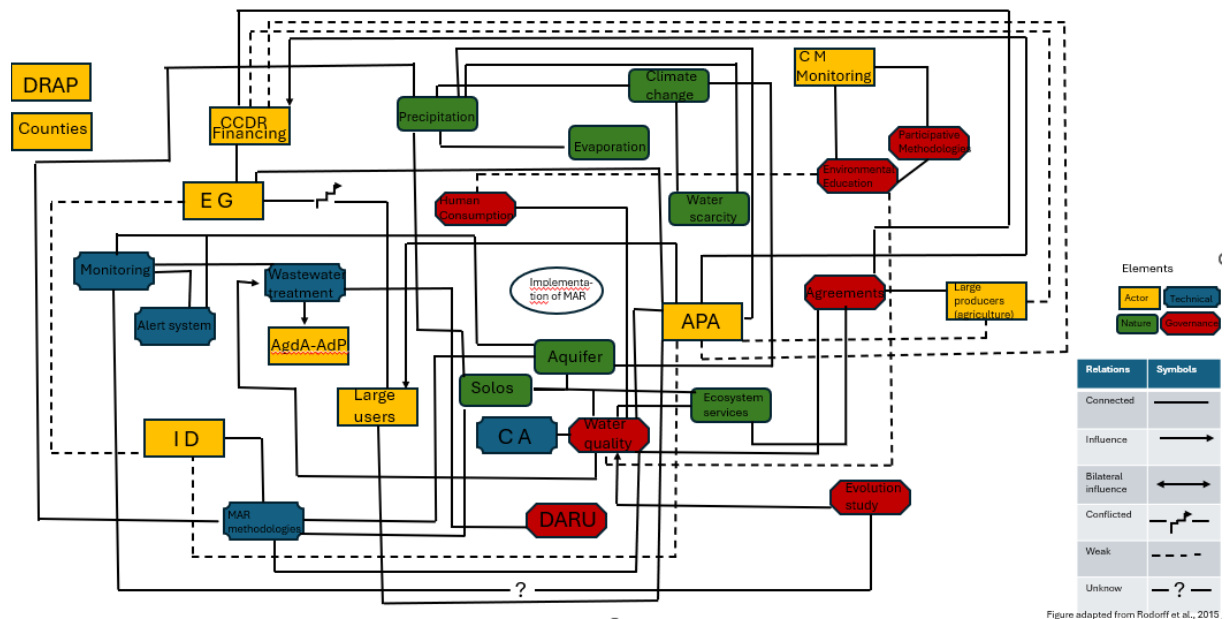 DRAP
Counties
CCDR
Financing
E G
Precipitation
Climate
change
Evaporation
C M
Monitoring
Participative
Methodologies
Environmental
Education
Human
Consumption
Water
scarcity
Monitoring
Wastewater
treatment
Alert system
AgdA-AdP
Implementa-
tion of MAR
APA
Agreements
Large
producers
(agriculture)
Aquifer
Solos
Large
users
Ecosystem
services
I D
C A
Water
quality
MAR
methodologies
DARU
Evolution
study
?
Elements
Actor
Technical
Nature
Governance
Relations
Symbols
Connected
Influence
Bilateral
influence
Conflicted
Weak
Unknow
?
Figure adapted from Rodorff et al., 2015